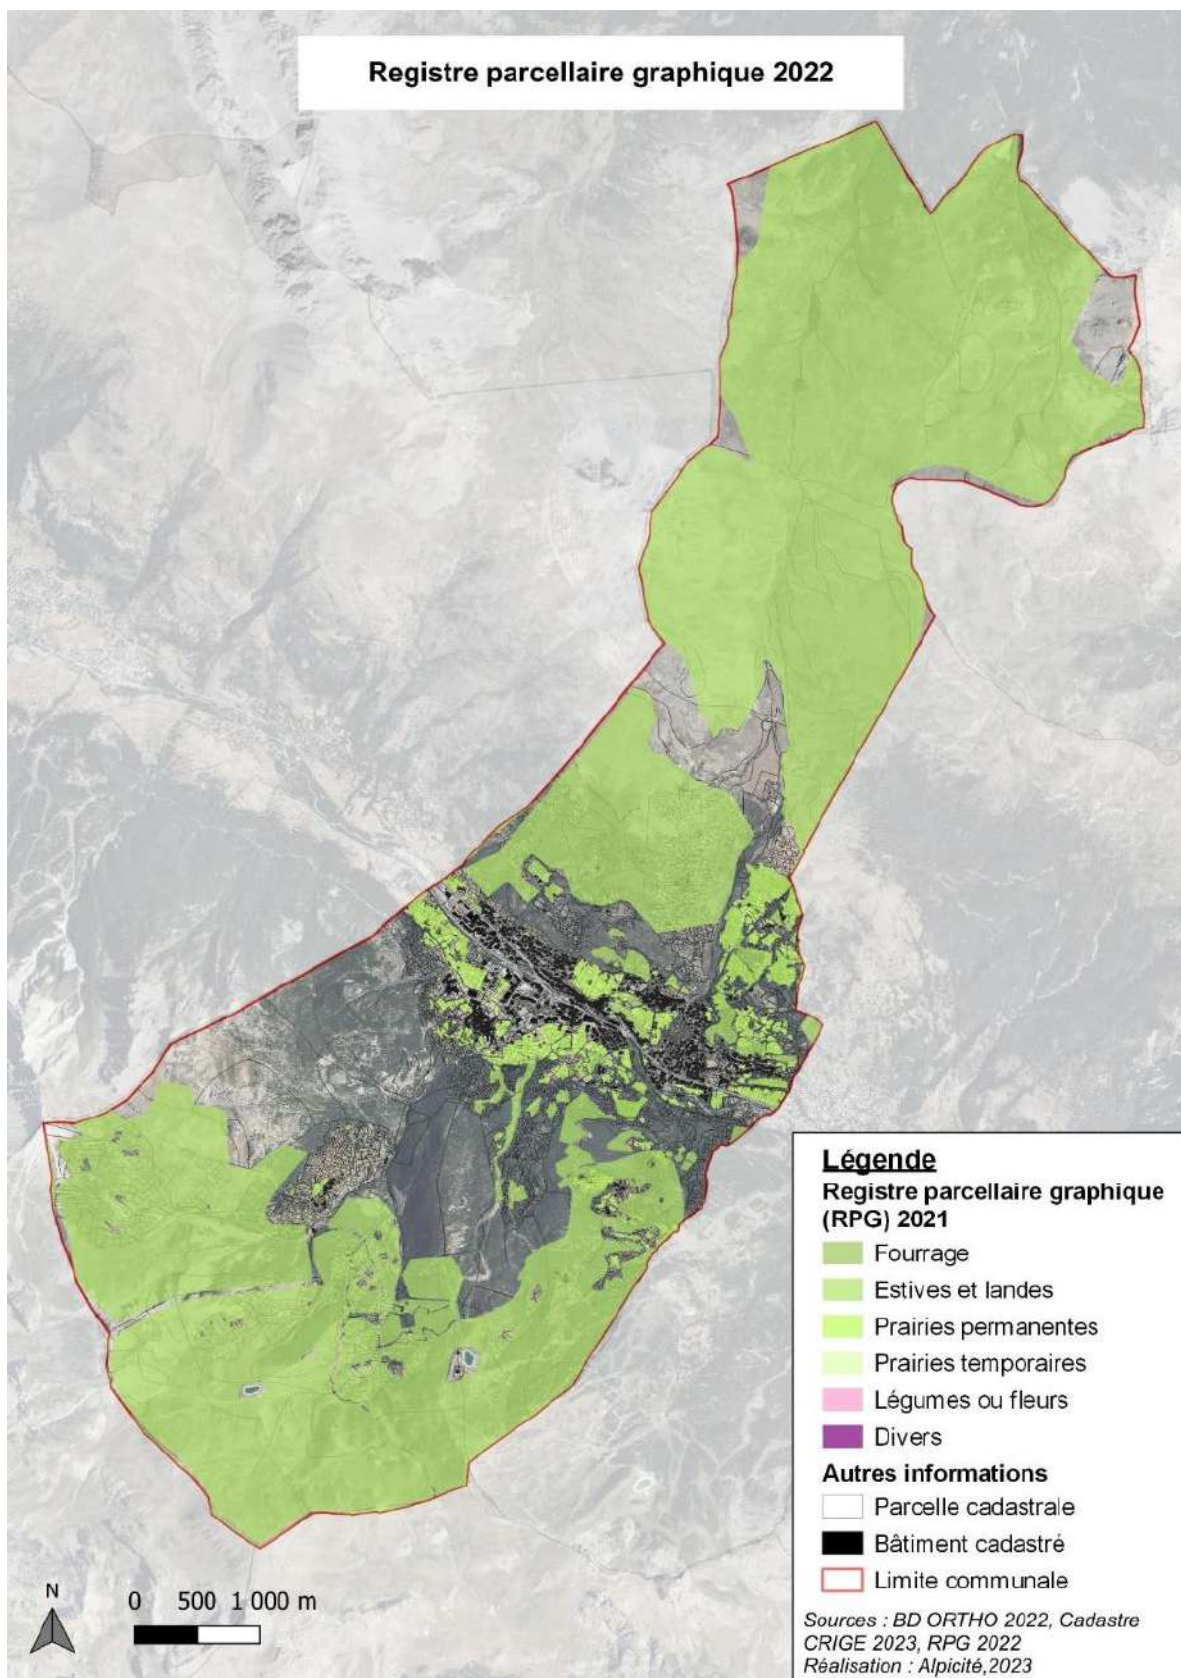 Registre parcellaire graphique 2022
Légende
Registre parcellaire graphique
(RPG) 2021
Fourrage
Estives et landes
Prairies permanentes
Prairies temporaires
Légumes ou fleurs
Divers
Autres informations
Parcelle cadastrale
Bâtiment cadastré
Limite communale
Sources : BD ORTHO 2022, Cadastre
CRIGE 2023, RPG 2022
Réalisation : Alpicité,2023
N
0 500 1 000 m